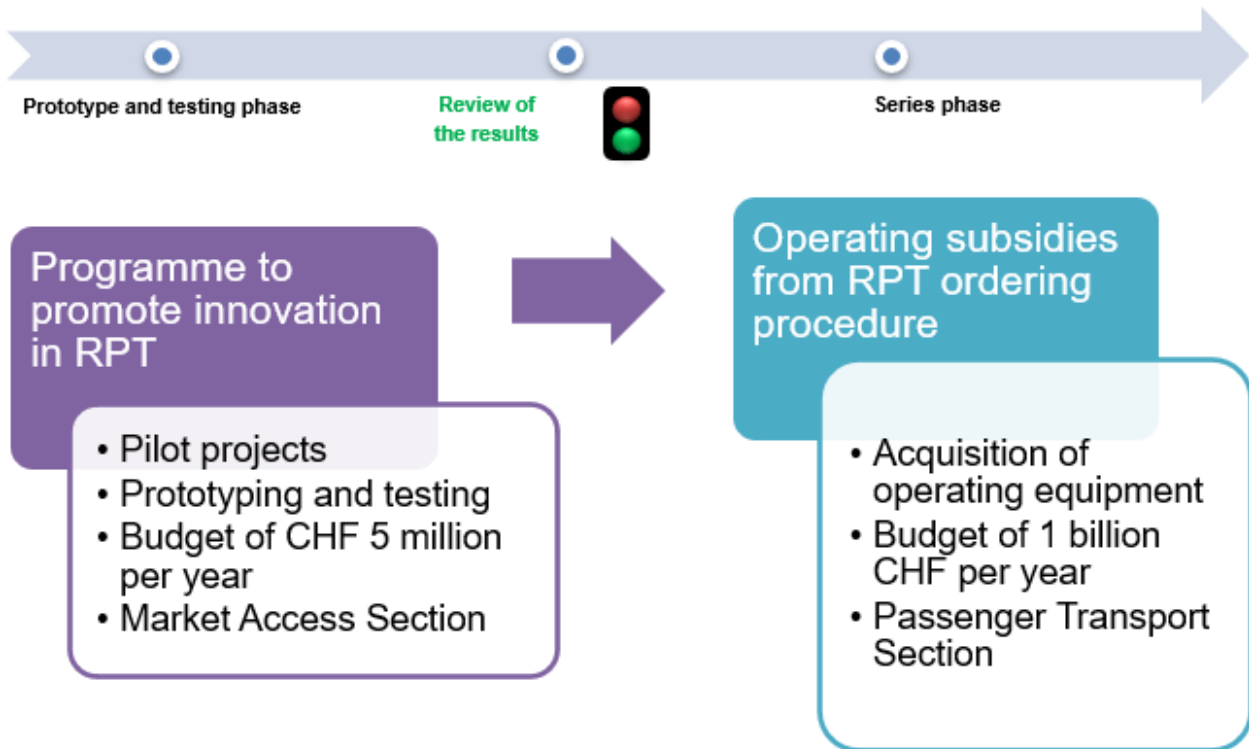 Prototype and testing phase
Review of
the results
Series phase
Programme to
promote innovation
in RPT
• Pilot projects
• Prototyping and testing
• Budget of CHF 5 million
per year
• Market Access Section
Operating subsidies
from RPT ordering
procedure
• Acquisition of
operating equipment
• Budget of 1 billion
CHF per year
• Passenger Transport
Section